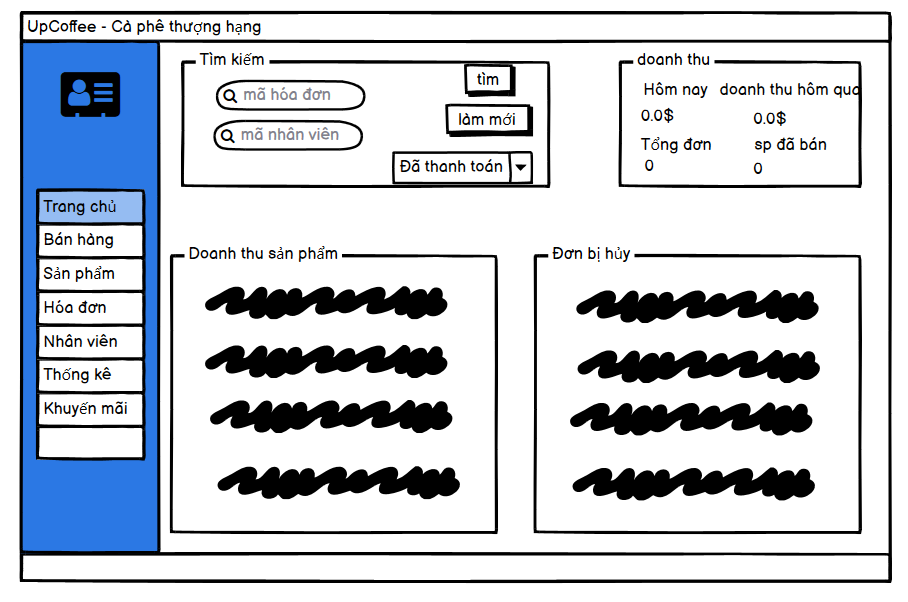 UpCoffee - Cà phê thượng hạng
Trang chủ
Bán hàng
Sản phẩm
Hóa đơn
Nhân viên
Thống kê
Khuyến mãi
Tìm kiếm
mã hóa đơn
mã nhân viên
tìm
làm mới
Đã thanh toán
doanh thu
Hôm nay doanh thu hôm qua
0.0$ 0.0$
Tổng đơn sp đã bán
0 0
Doanh thu sản phẩm
Đơn bị hủy